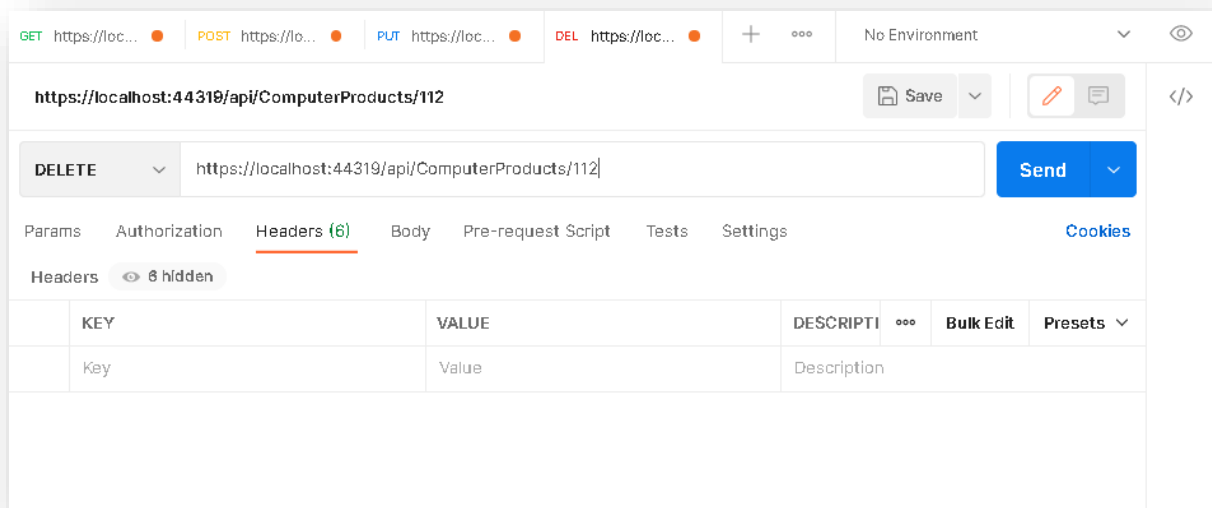 GET https://loc... POST https://lo... PUT https://loc... DEL https://loc... No Environment
https://localhost:44319/api/ComputerProducts/112 Save
DELETE https://localhost:44319/api/ComputerProducts/112 Send
Params Authorization Headers (6) Body Pre-request Script Tests Settings Cookies
Headers 6 hidden
KEY VALUE DESCRIPTI Bulk Edit Presets
Key Value Description